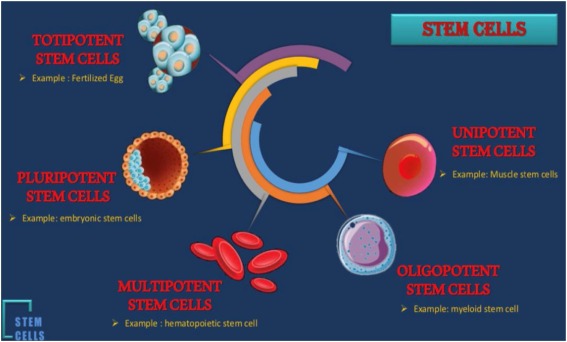 STEM CELLS
TOTIPOTENT
STEM CELLS
➢ Example : Fertilized Egg
PLURIPOTENT
STEM CELLS
➢ Example: embryonic stem cells
MULTIPOTENT
STEM CELLS
➢ Example : hematopoietic stem cell
OLIGOPOTENT
STEM CELLS
➢ Example: myeloid stem cell
UNIPOTENT
STEM CELLS
➢ Example: Muscle stem cells
STEM
CELLS